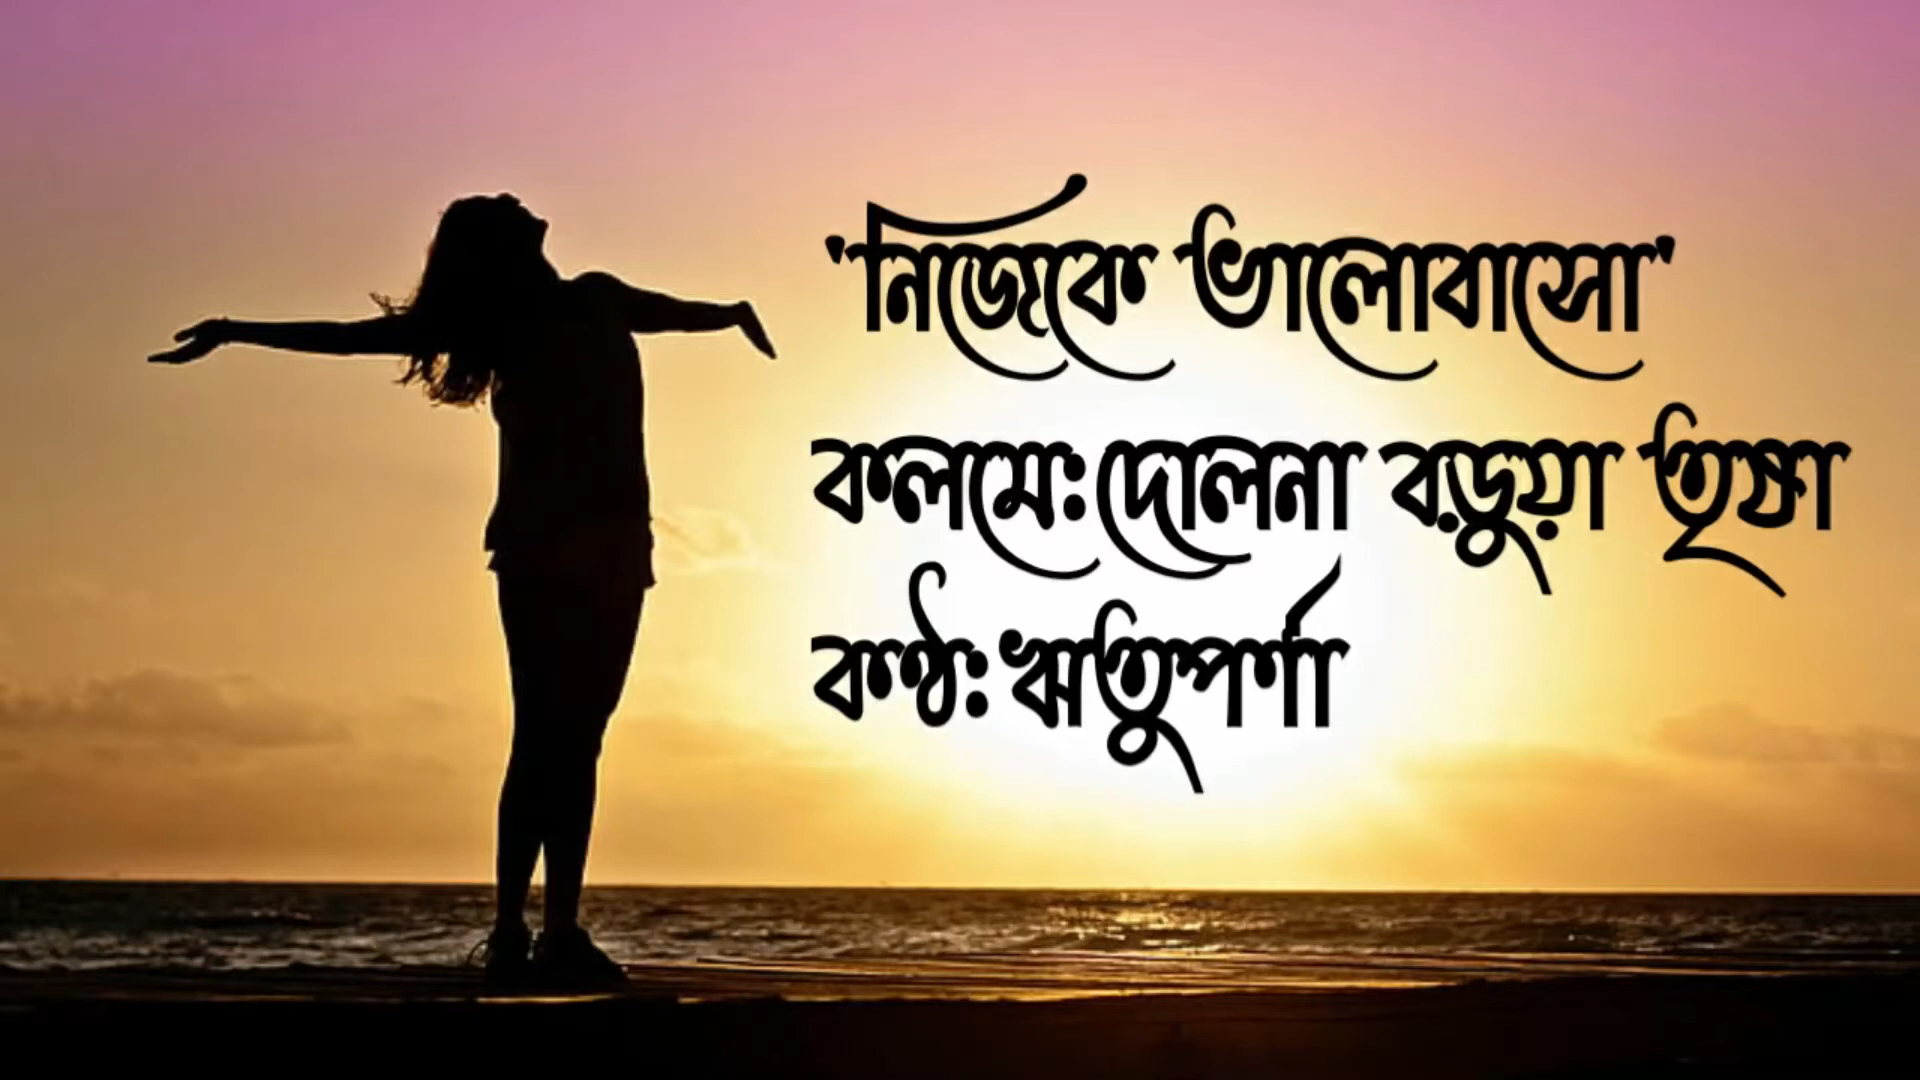 'নিজেকে ভালোবাসো'
কলমেঃ দোলনা বড়ুয়া তৃষ্ণা
কণ্ঠঃ ঋতুপর্ণা